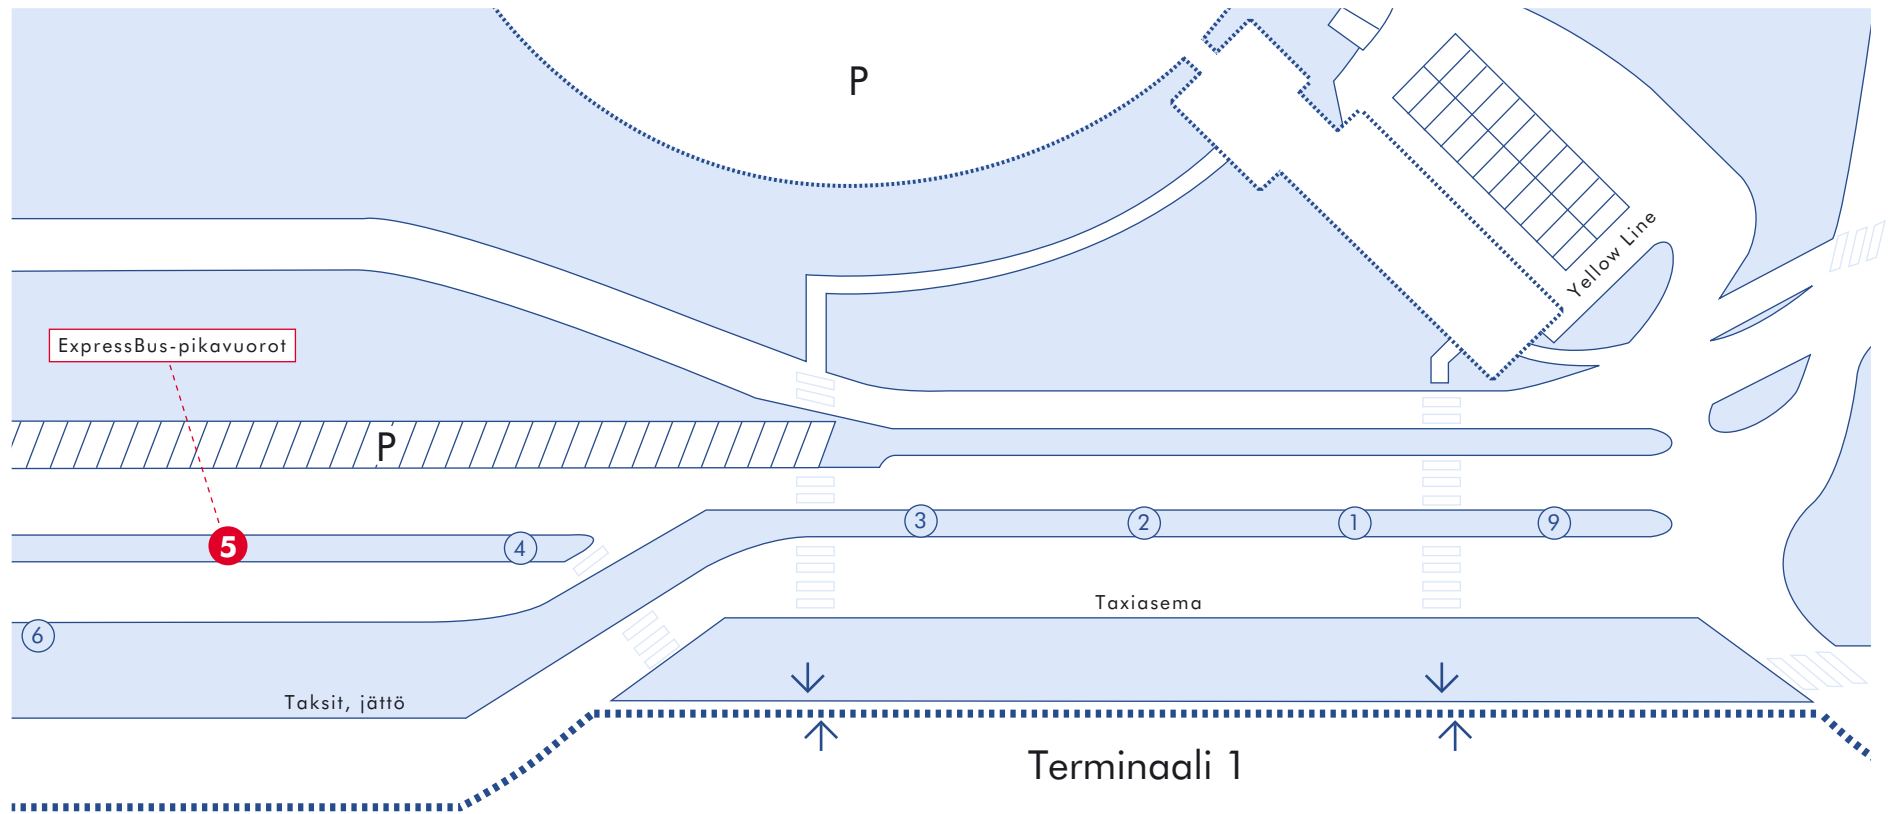 P
Yellow Line
ExpressBus-pikavuorot
P
3
2
1
9
5
4
Taxiasema
6
Taksit, jättö
Terminaali 1